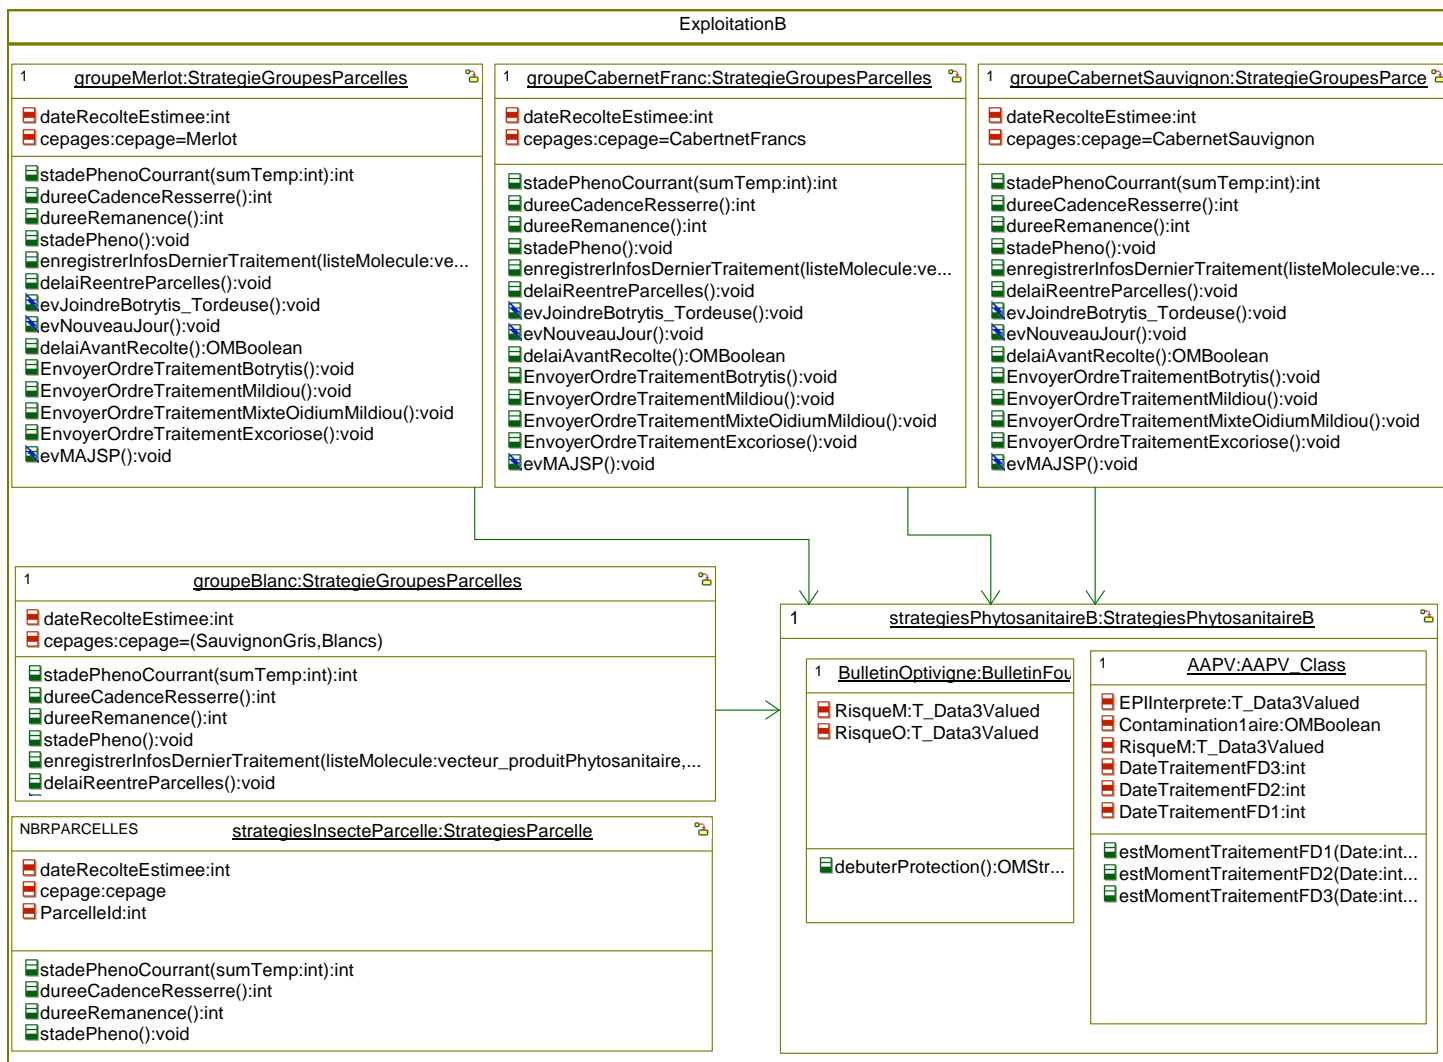 ExploitationB
1 groupeMerlot:StrategieGroupesParcelles
dateRecolteEstimee:int
cepages:cepage=Merlot
stadePhenoCourrant(sumTemp:int):int
dureeCadenceResserre():int
dureeRemanence():int
stadePheno():void
enregistrerInfosDernierTraitement(listeMolecule:ve...
delaiReentreParcelles():void
evJoindreBotrytis_Tordeuse():void
evNouveauJour():void
delaiAvantRecolte():OMBoolean
EnvoyerOrdreTraitementBotrytis():void
EnvoyerOrdreTraitementMildiou():void
EnvoyerOrdreTraitementMixteOidiumMildiou():void
EnvoyerOrdreTraitementExcoriose():void
evMAJSP():void
1 groupeCabernetFranc:StrategieGroupesParcelles
dateRecolteEstimee:int
cepages:cepage=CabertnetFrancs
stadePhenoCourrant(sumTemp:int):int
dureeCadenceResserre():int
dureeRemanence():int
stadePheno():void
enregistrerInfosDernierTraitement(listeMolecule:ve...
delaiReentreParcelles():void
evJoindreBotrytis_Tordeuse():void
evNouveauJour():void
delaiAvantRecolte():OMBoolean
EnvoyerOrdreTraitementBotrytis():void
EnvoyerOrdreTraitementMildiou():void
EnvoyerOrdreTraitementMixteOidiumMildiou():void
EnvoyerOrdreTraitementExcoriose():void
evMAJSP():void
1 groupeCabernetSauvignon:StrategieGroupesParce
dateRecolteEstimee:int
cepages:cepage=CabernetSauvignon
stadePhenoCourrant(sumTemp:int):int
dureeCadenceResserre():int
dureeRemanence():int
stadePheno():void
enregistrerInfosDernierTraitement(listeMolecule:ve...
delaiReentreParcelles():void
evJoindreBotrytis_Tordeuse():void
evNouveauJour():void
delaiAvantRecolte():OMBoolean
EnvoyerOrdreTraitementBotrytis():void
EnvoyerOrdreTraitementMildiou():void
EnvoyerOrdreTraitementMixteOidiumMildiou():void
EnvoyerOrdreTraitementExcoriose():void
evMAJSP():void
1 groupeBlanc:StrategieGroupesParcelles
dateRecolteEstimee:int
cepages:cepage=(SauvignonGris,Blancs)
stadePhenoCourrant(sumTemp:int):int
dureeCadenceResserre():int
dureeRemanence():int
stadePheno():void
enregistrerInfosDernierTraitement(listeMolecule:vecteur_produitPhytosanitaire,...
delaiReentreParcelles():void
1 strategiesPhytosanitaireB:StrategiesPhytosanitaireB
1 BulletinOptivigne:BulletinFou
RisqueM:T_Data3Valued
RisqueO:T_Data3Valued
debuterProtection():OMStr...
1 AAPV:AAPV_Class
EPIInterprete:T_Data3Valued
Contamination1aire:OMBoolean
RisqueM:T_Data3Valued
DateTraitementFD3:int
DateTraitementFD2:int
DateTraitementFD1:int
estMomentTraitementFD1(Date:int...
estMomentTraitementFD2(Date:int...
estMomentTraitementFD3(Date:int...
NBRPARCELLES strategiesInsecteParcelle:StrategiesParcelle
dateRecolteEstimee:int
cepage:cepage
ParcelleId:int
stadePhenoCourrant(sumTemp:int):int
dureeCadenceResserre():int
dureeRemanence():int
stadePheno():void